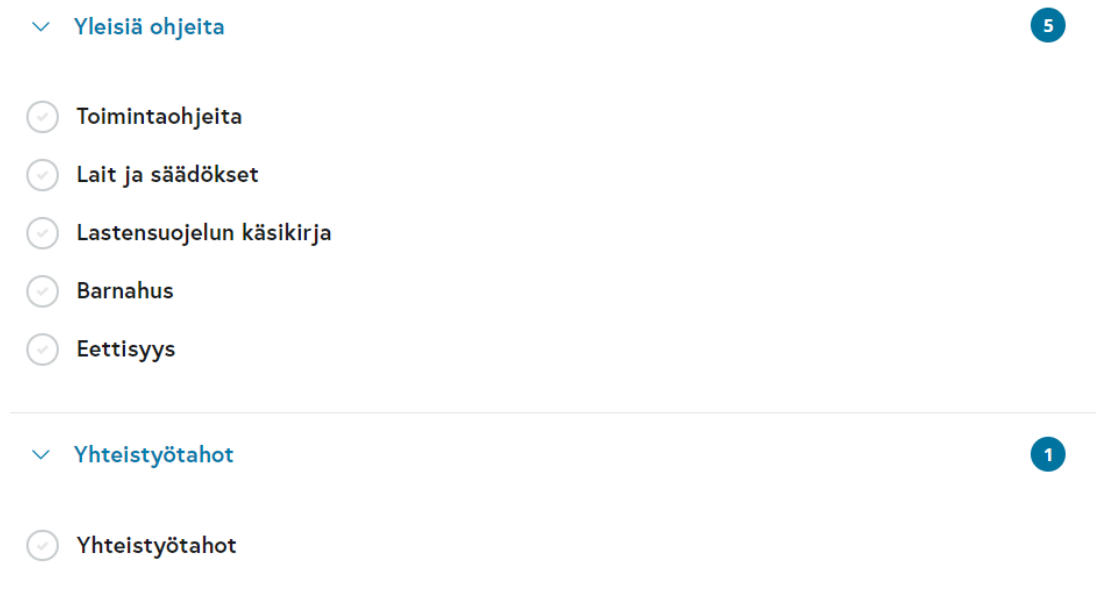 Yleisiä ohjeita 5
Toimintaohjeita
Lait ja säädökset
Lastensuojelun käsikirja
Barnahus
Eettisyys
Yhteistyötahot 1
Yhteistyötahot